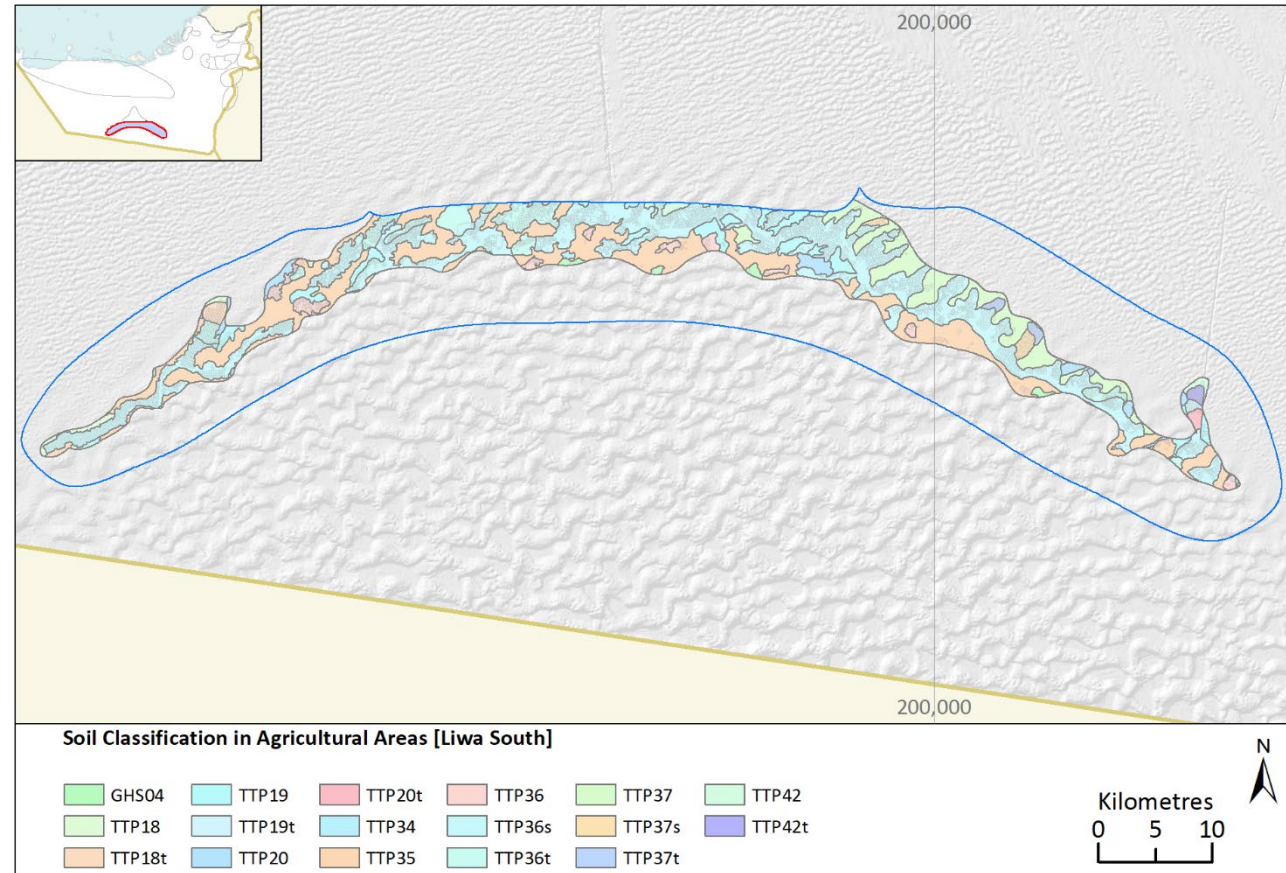 200,000
200,000
Soil Classification in Agricultural Areas [Liwa South]
GHS04 TTP19 TTP20t TTP36 TTP37 TTP42
TTP18 TTP19t TTP34 TTP36s TTP37s TTP42t
TTP18t TTP20 TTP35 TTP36t TTP37t
N
Kilometres
0 5 10